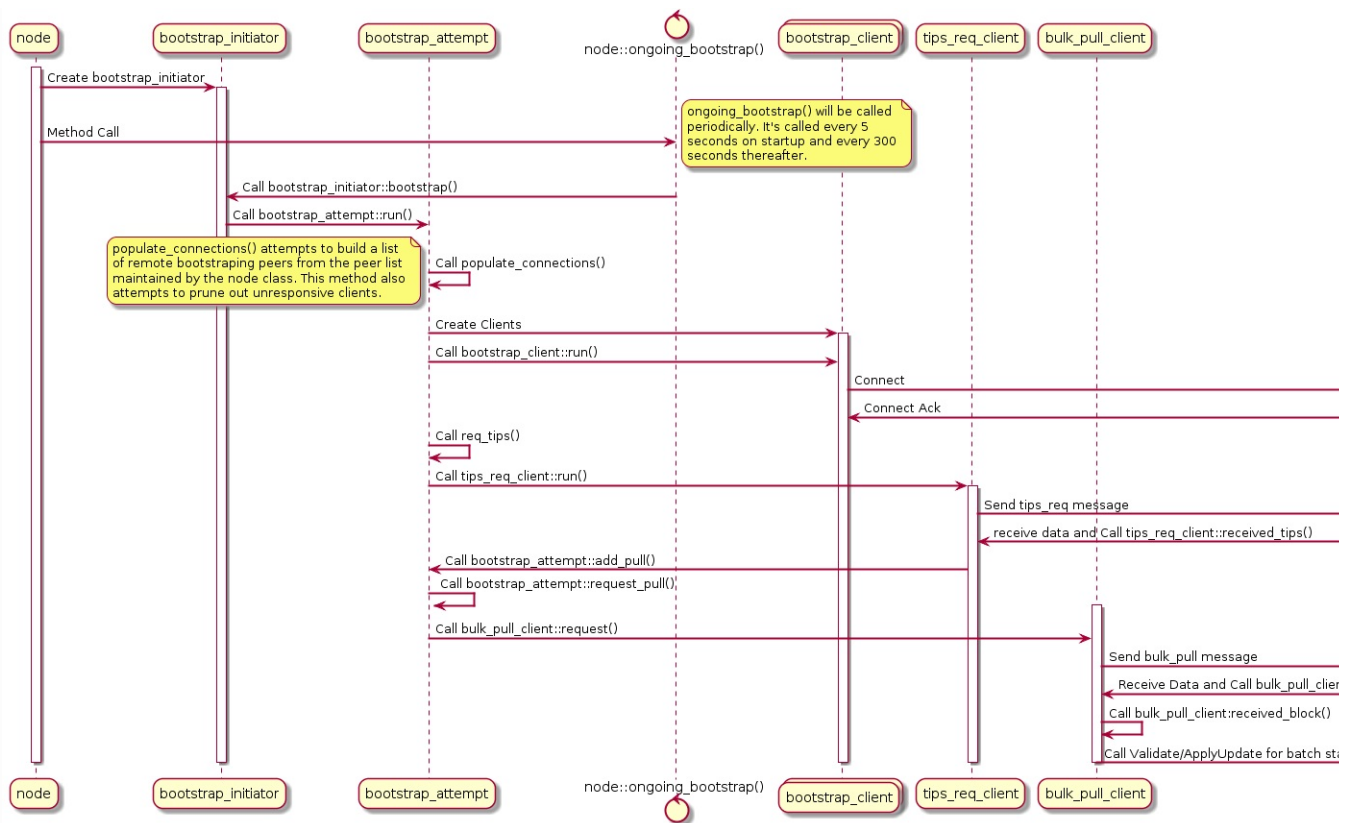 node
bootstrap_initiator
bootstrap_attempt
node::ongoing_bootstrap()
bootstrap_client
tips_req_client
bulk_pull_client
Create bootstrap_initiator
ongoing_bootstrap() will be called
periodically. It's called every 5
seconds on startup and every 300
seconds thereafter.
Method Call
Call bootstrap_initiator::bootstrap()
Call bootstrap_attempt::run()
populate_connections() attempts to build a list
of remote bootstraping peers from the peer list
maintained by the node class. This method also
attempts to prune out unresponsive clients.
Call populate_connections()
Create Clients
Call bootstrap_client::run()
Connect
Connect Ack
Call req_tips()
Call tips_req_client::run()
Send tips_req message
receive data and Call tips_req_client::received_tips()
Call bootstrap_attempt::add_pull()
Call bootstrap_attempt::request_pull()
Call bulk_pull_client::request()
Send bulk_pull message
Receive Data and Call
Call bulk_pull_client:received_block()
Call Validate/ApplyUpdate for batch
node
bootstrap_initiator
bootstrap_attempt
node::ongoing_bootstrap()
bootstrap_client
tips_req_client
bulk_pull_client